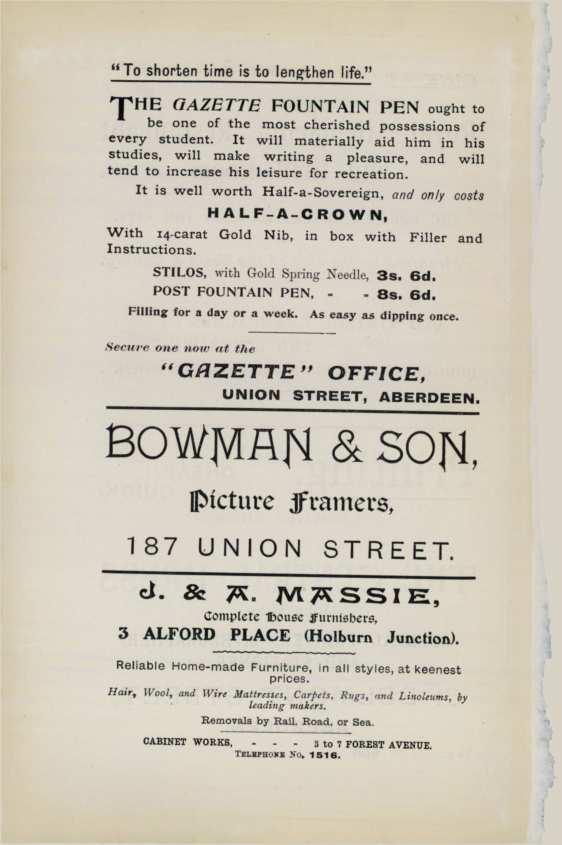 "To shorten time is to lengthen life."
THE GAZETTE FOUNTAIN PEN ought to
be one of the most cherished possessions of
every student. It will materially aid him in his
studies, will make writing a pleasure, and will
tend to increase his leisure for recreation.
It is well worth Half-a-Sovereign, and only costs
HALF-A-CROWN,
With 14-carat Gold Nib, in box with Filler and
Instructions.
STILOS, with Gold Spring Needle, 3s. 6d.
POST FOUNTAIN PEN, - - 8s. 6d.
Filling for a day or a week. As easy as dipping once.
Secure one now at the
"GAZETTE" OFFICE,
UNION STREET, ABERDEEN.
BOWMAN & SON,
Picture Framers,
187 UNION STREET.
J. & A. MASSIE,
Complete House Furnishers,
3 ALFORD PLACE (Holburn Junction).
Reliable Home-made Furniture, in all styles, at keenest
prices.
Hair, Wool, and Wire Mattresses, Carpets, Rugs, and Linoleums, by
leading makers.
Removals by Rail, Road, or Sea.
CABINET WORKS, - - - 5 to 7 FOREST AVENUE.
TELEPHONE No. 1516.